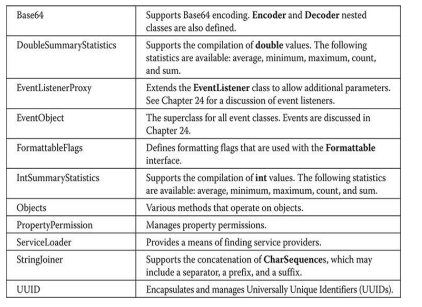 Base64
Supports Base64 encoding. Encoder and Decoder nested
classes are also defined.
DoubleSummaryStatistics
Supports the compilation of double values. The following
statistics are available: average, minimum, maximum, count,
and sum.
EventListenerProxy
Extends the EventListener class to allow additional parameters.
See Chapter 24 for a discussion of event listeners.
EventObject
The superclass for all event classes. Events are discussed in
Chapter 24.
FormattableFlags
Defines formatting flags that are used with the Formattable
interface.
IntSummaryStatistics
Supports the compilation of int values. The following statistics
are available: average, minimum, maximum, count, and sum.
Objects
Various methods that operate on objects.
PropertyPermission
Manages property permissions.
ServiceLoader
Provides a means of finding service providers.
StringJoiner
Supports the concatenation of CharSequences, which may
include a separator, a prefix, and a suffix.
UUID
Encapsulates and manages Universally Unique Identifiers (UUIDs).